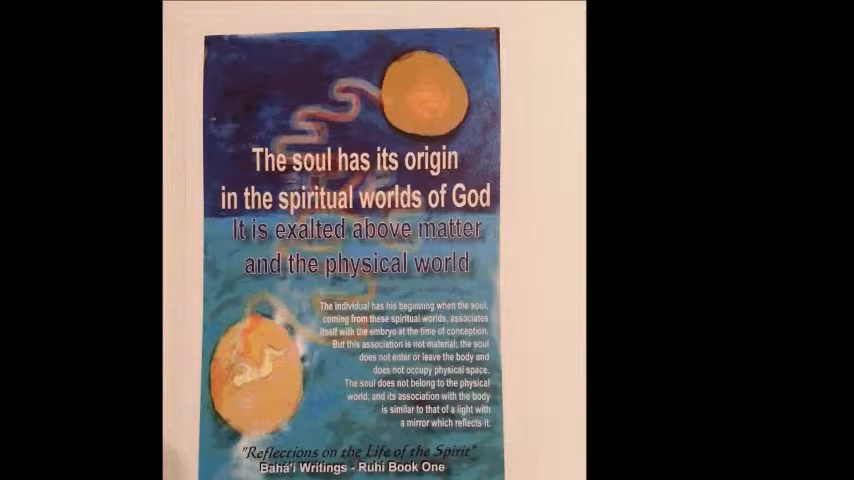 The soul has its origin
in the spiritual worlds of God
It is exalted above matter
and the physical world
The individual has his beginning when the soul,
coming from these spiritual worlds, associates
itself with the embryo at the time of conception.
But this association is not material; the soul
does not enter or leave the body and
does not occupy physical space.
The soul does not belong to the physical
world, and its association with the body
is similar to that of a light with
a mirror which reflects it.
"Reflections on the Life of the Spirit"
Bahá'í Writings - Ruhi Book One